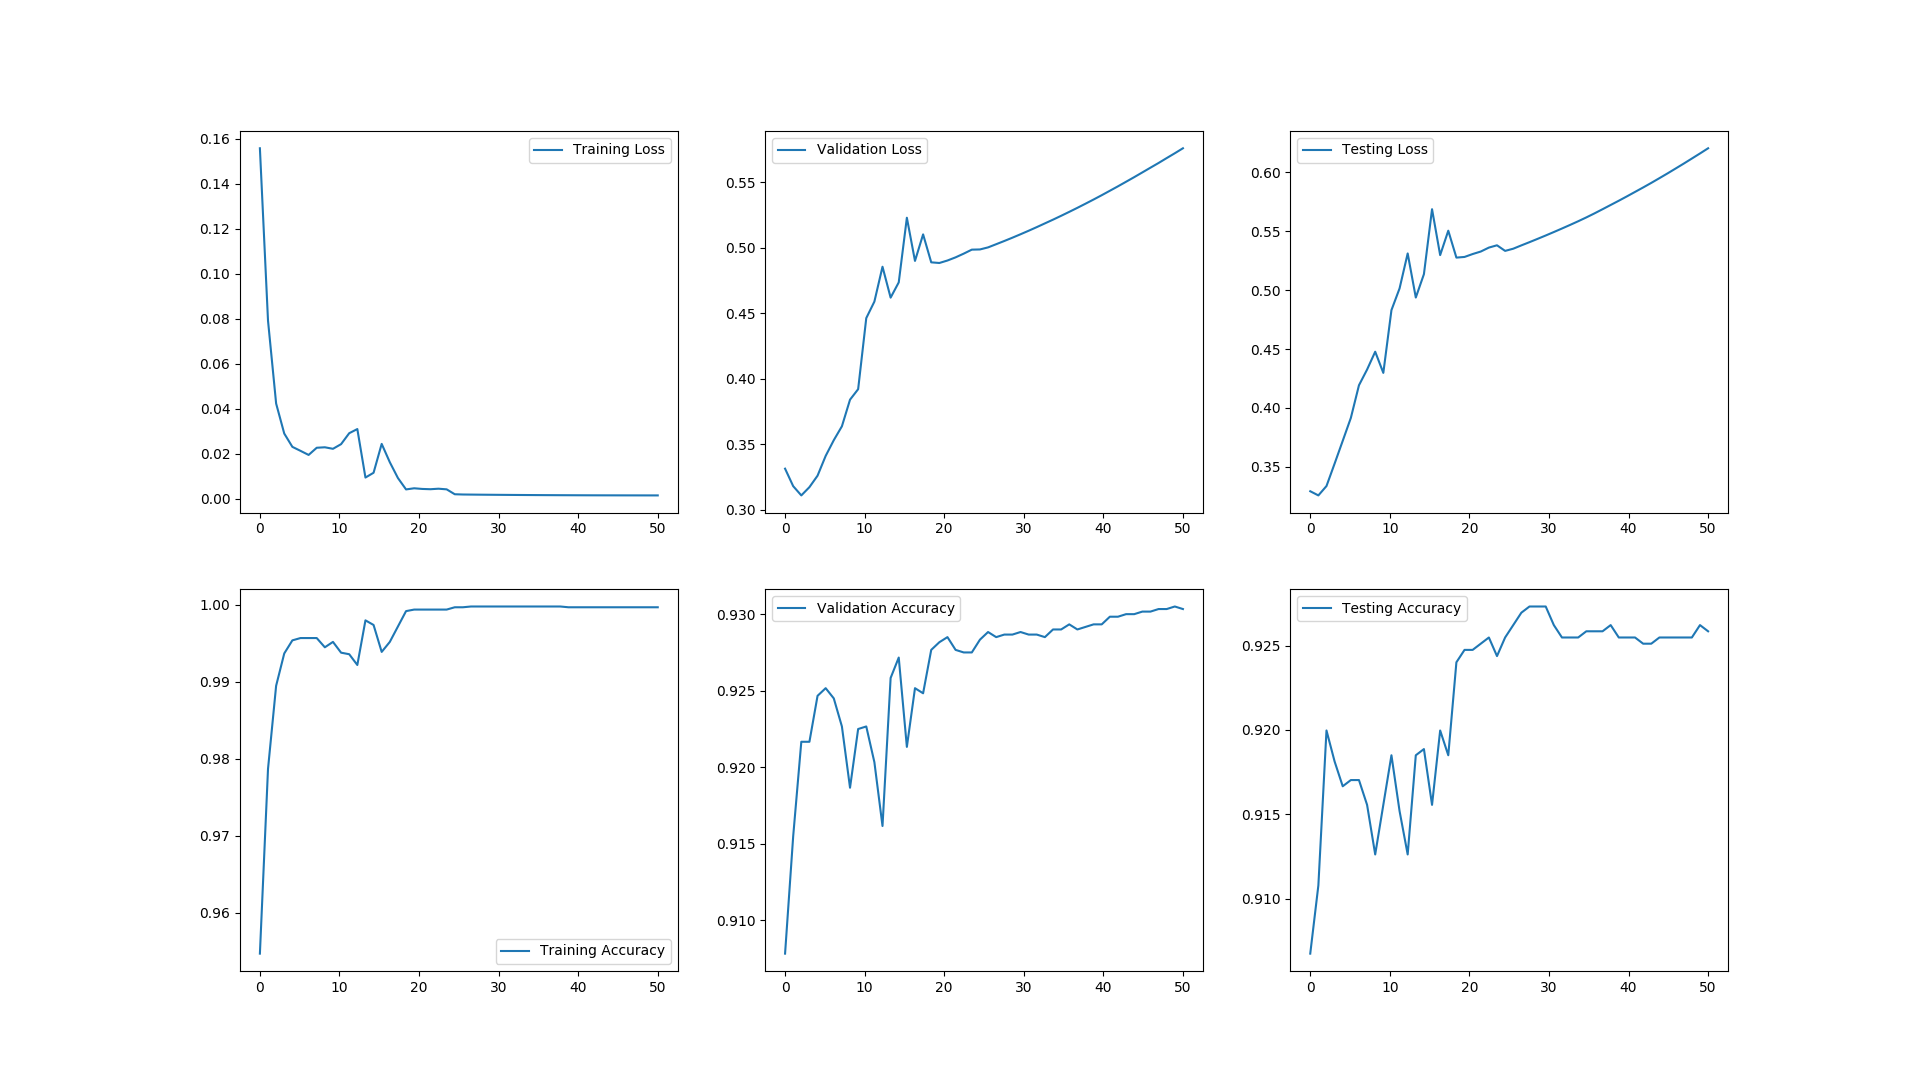 Training Loss
0.16
0.14
0.12
0.10
0.08
0.06
0.04
0.02
0.00
0 10 20 30 40 50
Validation Loss
0.55
0.50
0.45
0.40
0.35
0.30
0 10 20 30 40 50
Testing Loss
0.60
0.55
0.50
0.45
0.40
0.35
0 10 20 30 40 50
1.00
0.99
0.98
0.97
0.96
Training Accuracy
0 10 20 30 40 50
Validation Accuracy
0.930
0.925
0.920
0.915
0.910
0 10 20 30 40 50
Testing Accuracy
0.925
0.920
0.915
0.910
0 10 20 30 40 50